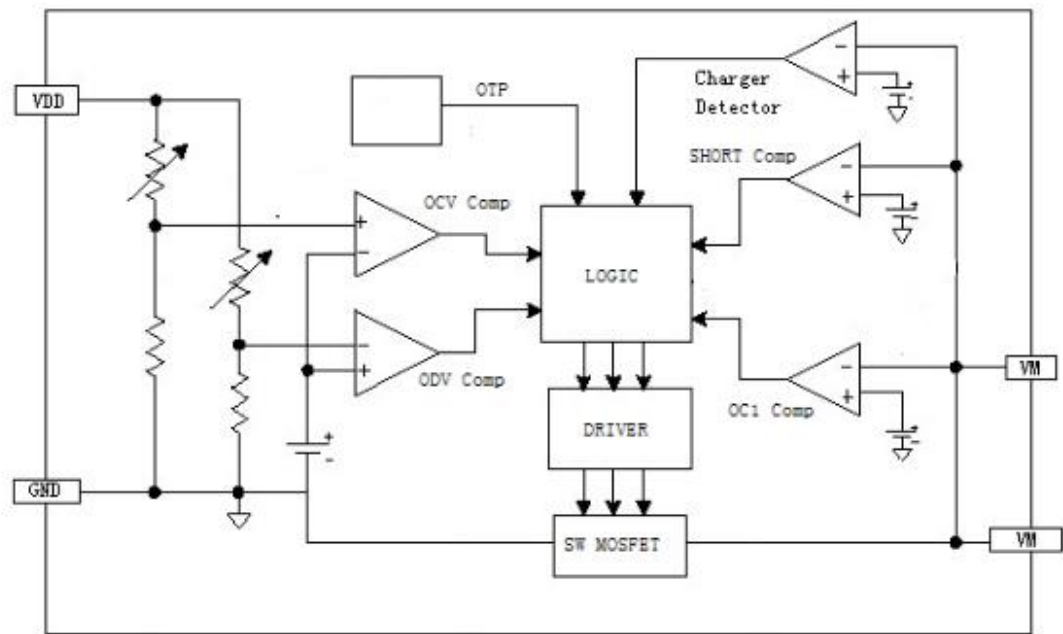 VDD
OTP
Charger
Detector
SHORT Comp
OCV Comp
+
-
LOGIC
-
+
ODV Comp
OC1 Comp
DRIVER
SW MOSFET
GND
VM
VM
-
+
+
-
-
+
+
-
-
+
+
-
+
-